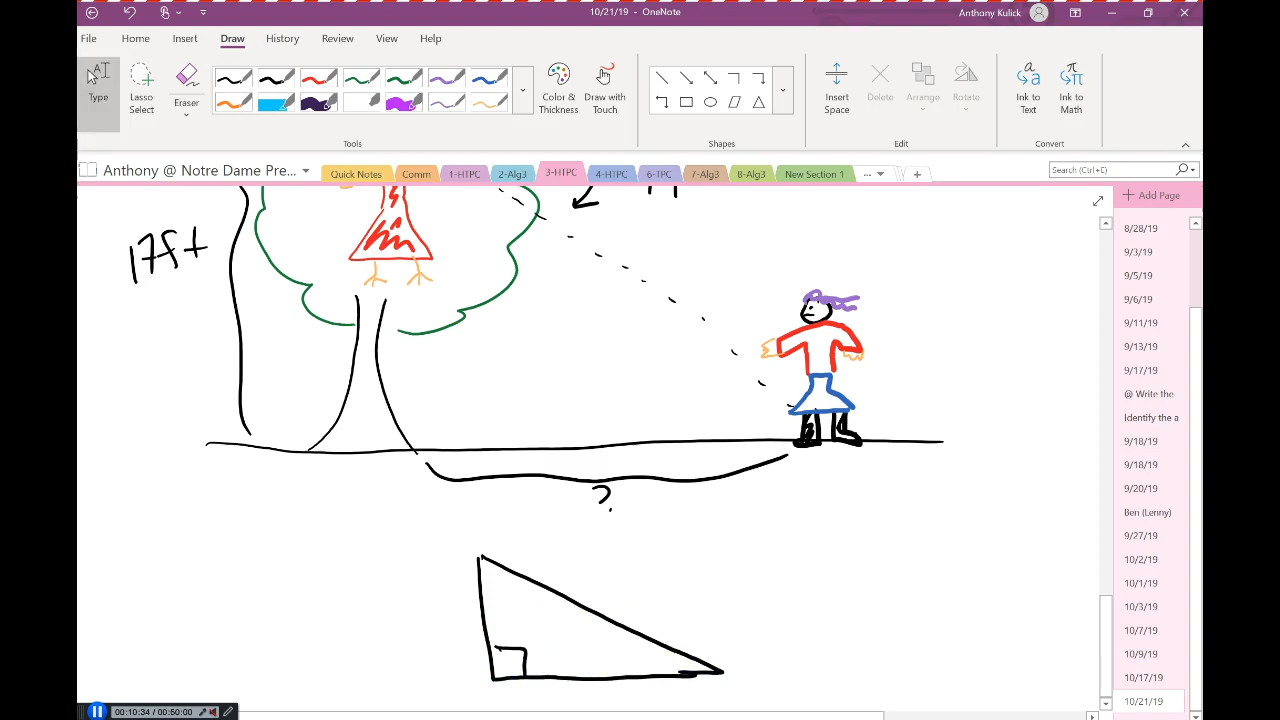 10/21/19 - OneNote
Anthony Kulick
File Home Insert Draw History Review View Help
Type
Lasso Select
Eraser
Color & Thickness
Draw with Touch
Insert Space
Delete
Arrange
Rotate
Ink to Text
Ink to Math
Tools
Shapes
Edit
Convert
Anthony @ Notre Dame Pre...
Quick Notes Comm 1-HTPC 2-Alg3 3-HTPC 4-HTPC 6-TPC 7-Alg3 8-Alg3 New Section 1 ... +
Search (Ctrl+E)
Add Page
8/28/19
9/3/19
9/5/19
9/6/19
9/11/19
9/13/19
9/17/19
@ Write the
Identify the a
9/18/19
9/18/19
9/20/19
Ben (Lenny)
9/27/19
10/2/19
10/1/19
10/3/19
10/7/19
10/9/19
10/17/19
10/21/19
17ft
?
00:10:34 / 00:50:00